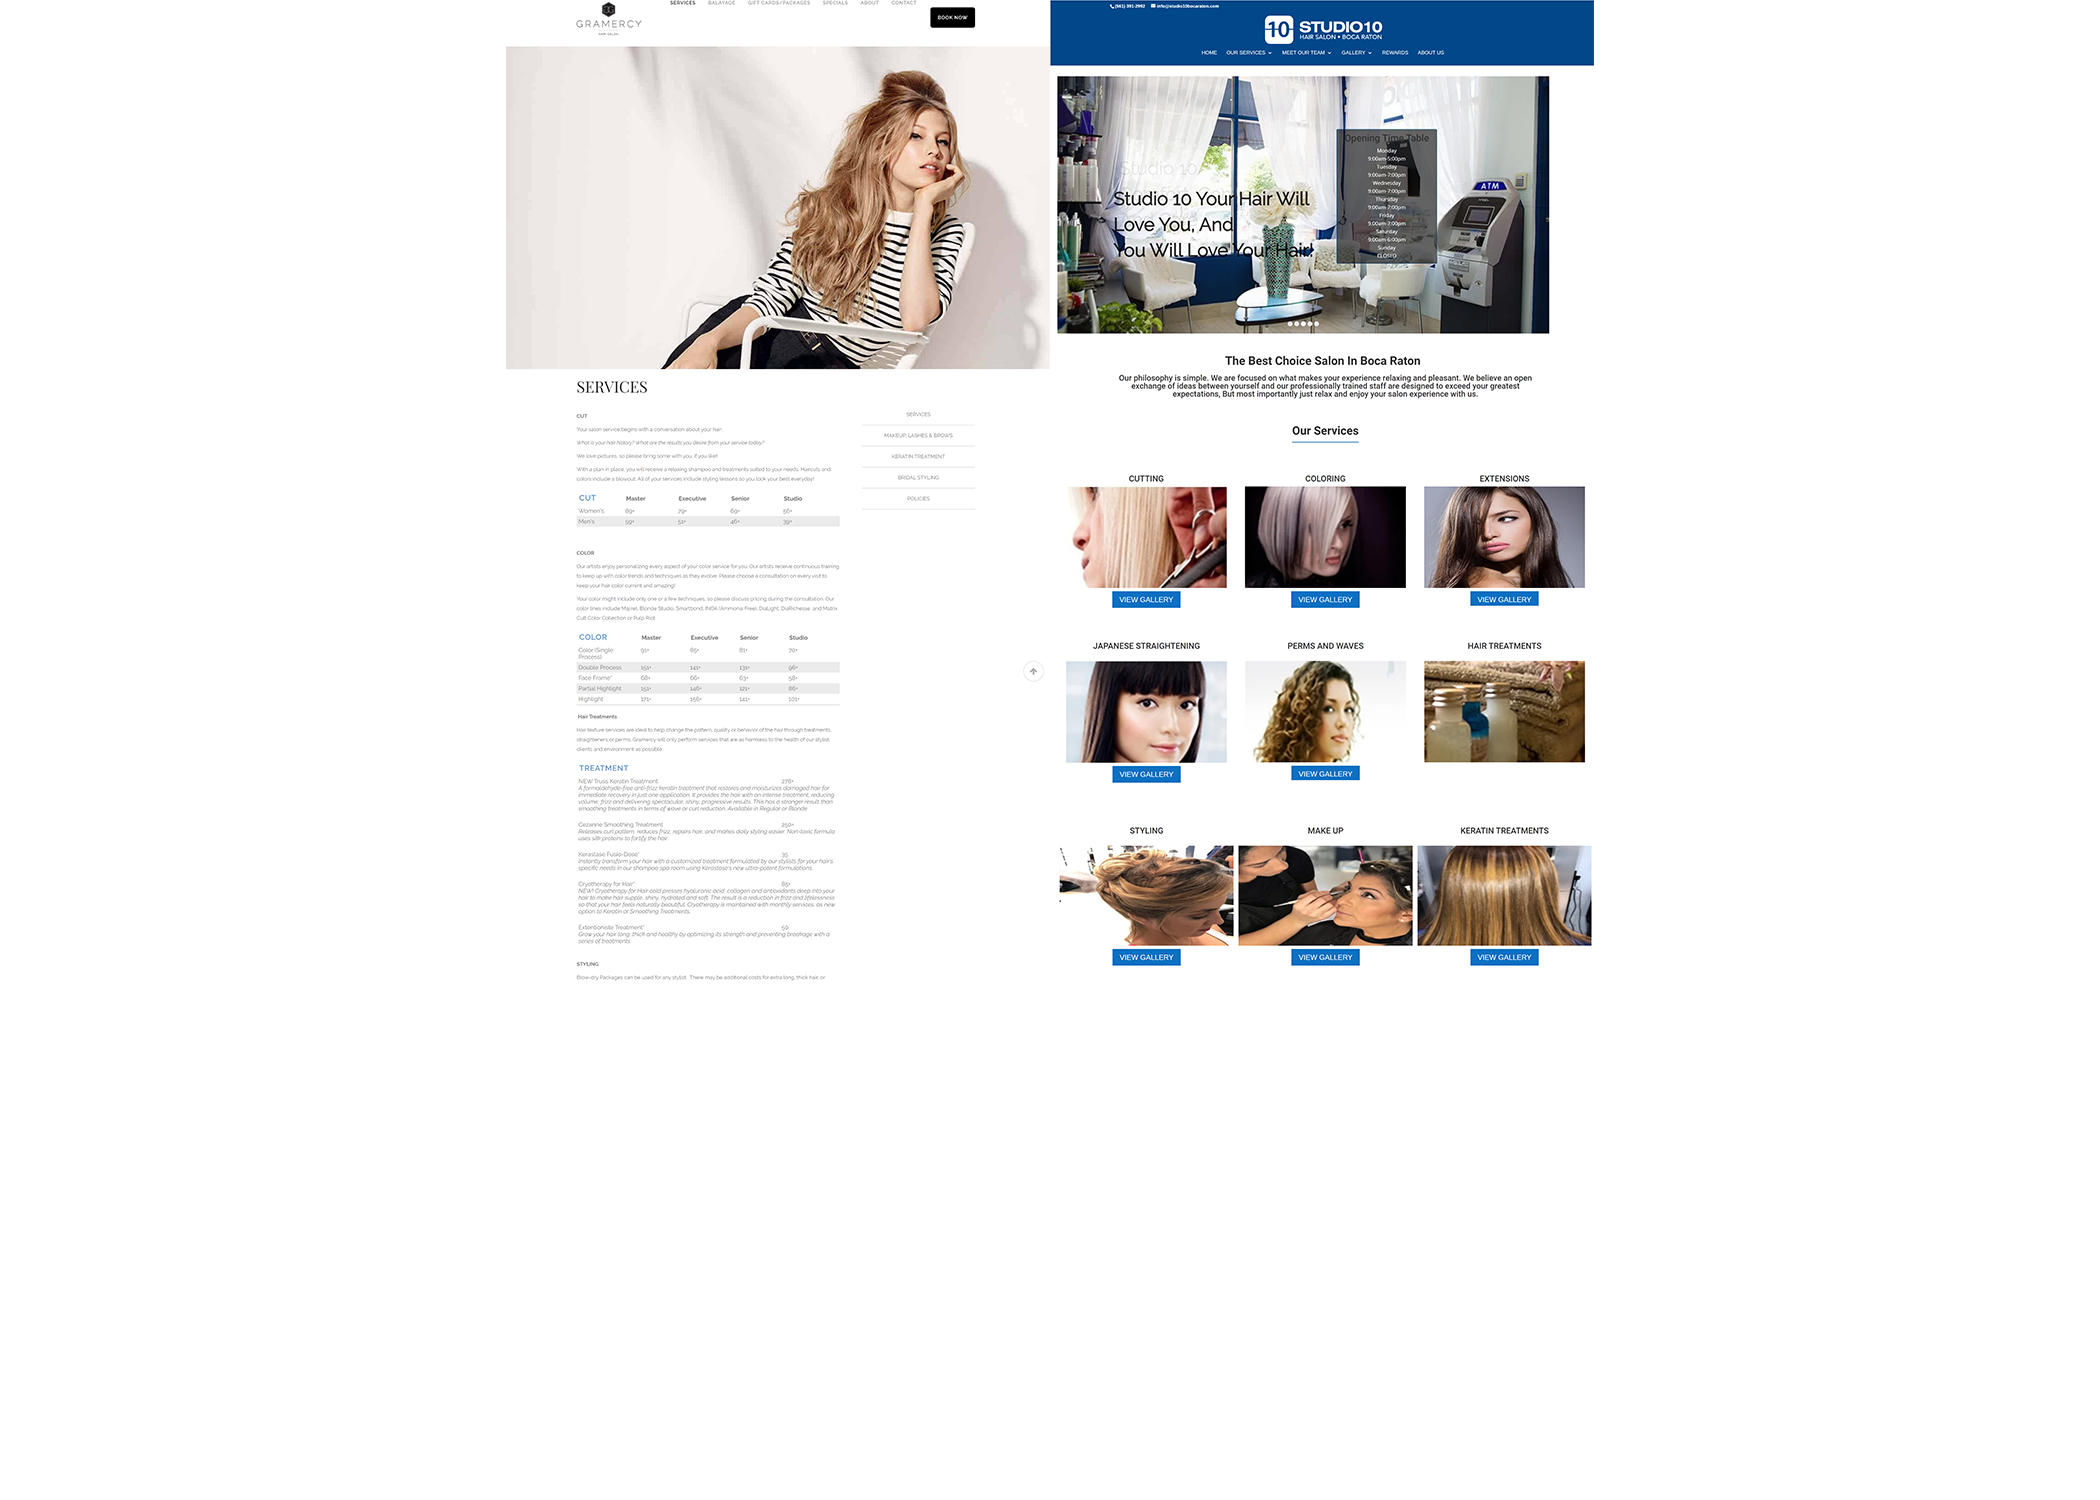 GRAMERCY
HAIR SALON
SERVICES
BALAYAGE
GIFT CARDS/PACKAGES
SPECIALS
ABOUT
CONTACT
BOOK NOW
SERVICES
CUT
Your salon service begins with a conversation about your hair.
What is your hair history? What are the results you desire from your service today?
We love pictures, so please bring some with you, if you like!
With a plan in place, you will receive a relaxing shampoo and treatments suited to your needs. Haircuts and
colors include a blowout. All of your services include styling lessons so you look your best everyday!
CUT Master Executive Senior Studio
Women's 89+ 79+ 69+ 56+
Men's 59+ 51+ 46+ 39+
COLOR
Our artists enjoy personalizing every aspect of your color service for you. Our artists receive continuous training
to keep up with color trends and techniques as they evolve. Please choose a consultation on every visit to
keep your hair color current and amazing!
Your color might include only one or a few techniques, so please discuss pricing during the consultation. Our
color lines include Majirel, Blonde Studio, Smartbond, INOA (Ammonia Free), DiaLight, DiaRichesse, and Matrix
Cult Color Collection or Pulp Riot.
COLOR Master Executive Senior Studio
Color (Single 91+ 85+ 81+ 70+
Process)
Double Process 151+ 141+ 131+ 96+
Face Frame* 68+ 66+ 63+ 58+
Partial Highlight 151+ 146+ 121+ 86+
Highlight 171+ 156+ 141+ 101+
Hair Treatments
Hair texture services are ideal to help change the pattern, quality or behavior of the hair through treatments,
straighteners or perms. Gramercy will only perform services that are as harmless to the health of our stylist,
clients and environment as possible.
TREATMENT
NEW Truss Keratin Treatment 278+
A formaldehyde-free anti-frizz keratin treatment that restores and moisturizes damaged hair for
immediate recovery in just one application. It provides the hair with an intense treatment, reducing
volume, frizz and delivering spectacular, shiny, progressive results. This has a stronger result than
smoothing treatments in terms of wave or curl reduction. Available in Regular or Blonde
Cezanne Smoothing Treatment 250+
Releases curl pattern, reduces frizz, repairs hair, and makes daily styling easier. Non-toxic formula
uses silk proteins to fortify the hair.
Kerastase Fusio-Dose* 35
Instantly transform your hair with a customized treatment formulated by our stylists for your hair's
specific needs in our shampoo spa room using Kerastase's new ultra-potent formulations.
Cryotherapy for Hair* 85+
NEW! Cryotherapy for Hair cold presses hyaluronic acid, collagen and antioxidants deep into your
hair to make hair supple, shiny, hydrated and soft. The result is a reduction in frizz and lifelessness
so that your hair feels naturally beautiful. Cryotherapy is maintained with monthly services, as new
option to Keratin or Smoothing Treatments.
Extentioniste Treatment* 50
Grow your hair long, thick and healthy by optimizing its strength and preventing breakage with a
series of treatments
STYLING
Blow-dry Packages can be used for any stylist. There may be additional costs for extra long, thick hair, or
SERVICES
MAKEUP, LASHES & BROWS
KERATIN TREATMENT
BRIDAL STYLING
POLICIES
(561) 391-2992 info@studio10bocaraton.com
10 STUDIO10
HAIR SALON • BOCA RATON
HOME OUR SERVICES MEET OUR TEAM GALLERY REWARDS ABOUT US
Studio 10
Studio 10 Your Hair Will
Love You, And
You Will Love Your Hair!
Opening Time Table
Monday
9:00am-5:00pm
Tuesday
9:00am-7:00pm
Wednesday
9:00am-7:00pm
Thursday
9:00am-7:00pm
Friday
9:00am-7:00pm
Saturday
9:00am-6:00pm
Sunday
CLOSED
ATM
The Best Choice Salon In Boca Raton
Our philosophy is simple. We are focused on what makes your experience relaxing and pleasant. We believe an open
exchange of ideas between yourself and our professionally trained staff are designed to exceed your greatest
expectations, But most importantly just relax and enjoy your salon experience with us.
Our Services
CUTTING COLORING EXTENSIONS
VIEW GALLERY VIEW GALLERY VIEW GALLERY
JAPANESE STRAIGHTENING PERMS AND WAVES HAIR TREATMENTS
VIEW GALLERY VIEW GALLERY
STYLING MAKE UP KERATIN TREATMENTS
VIEW GALLERY VIEW GALLERY VIEW GALLERY